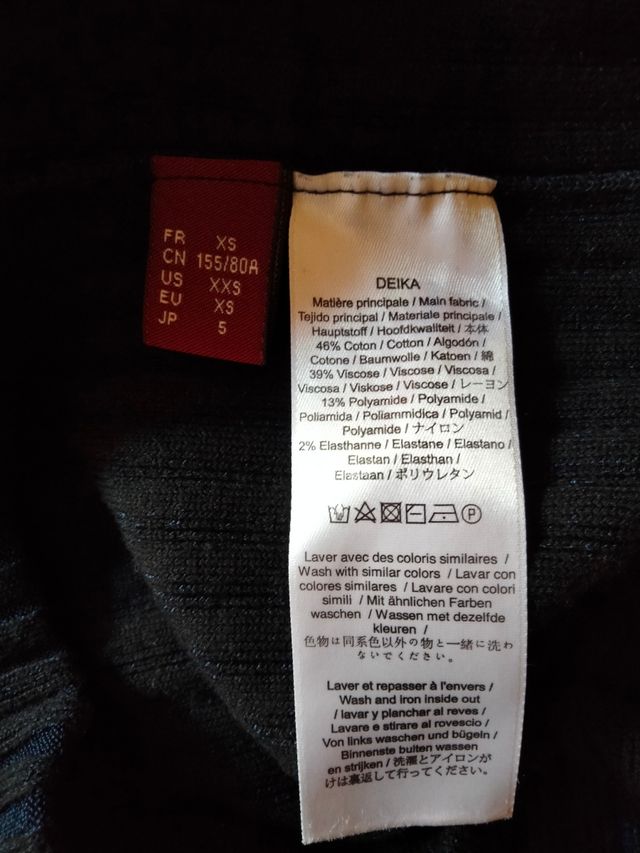 FR XS
CN 155/80A
US XXS
EU XS
JP 5
DEIKA
Matière principale / Main fabric /
Tejido principal / Materiale principale /
Hauptstoff / Hoofdkwaliteit / 本体
46% Coton / Cotton / Algodón /
Cotone / Baumwolle / Katoen / 綿
39% Viscose / Viscose / Viscosa /
Viscosa / Viskose / Viscose / レーヨン
13% Polyamide / Polyamide /
Poliamida / Poliammidica / Polyamid /
Polyamide / ナイロン
2% Elasthanne / Elastane / Elastano /
Elastan / Elasthan /
Elastaan / ポリウレタン
P
Laver avec des coloris similaires /
Wash with similar colors / Lavar con
colores similares / Lavare con colori
simili / Mit ähnlichen Farben
waschen / Wassen met dezelfde
kleuren /
色物は同系色以外の物と一緒に洗わ
ないでください。
Laver et repasser à l'envers /
Wash and iron inside out
/ lavar y planchar al reves /
Lavare e stirare al rovescio /
Von links waschen und bügeln /
Binnenste buiten wassen
en strijken / 洗濯とアイロンが
けは裏返して行ってください。